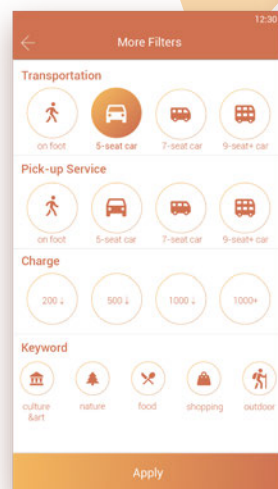 12:30
More Filters
Transportation
on foot 5-seat car 7-seat car 9-seat+ car
Pick-up Service
on foot 5-seat car 7-seat car 9-seat+ car
Charge
200 ↓ 500 ↓ 1000 ↓ 1000+
Keyword
culture nature food shopping outdoor
&art
Apply